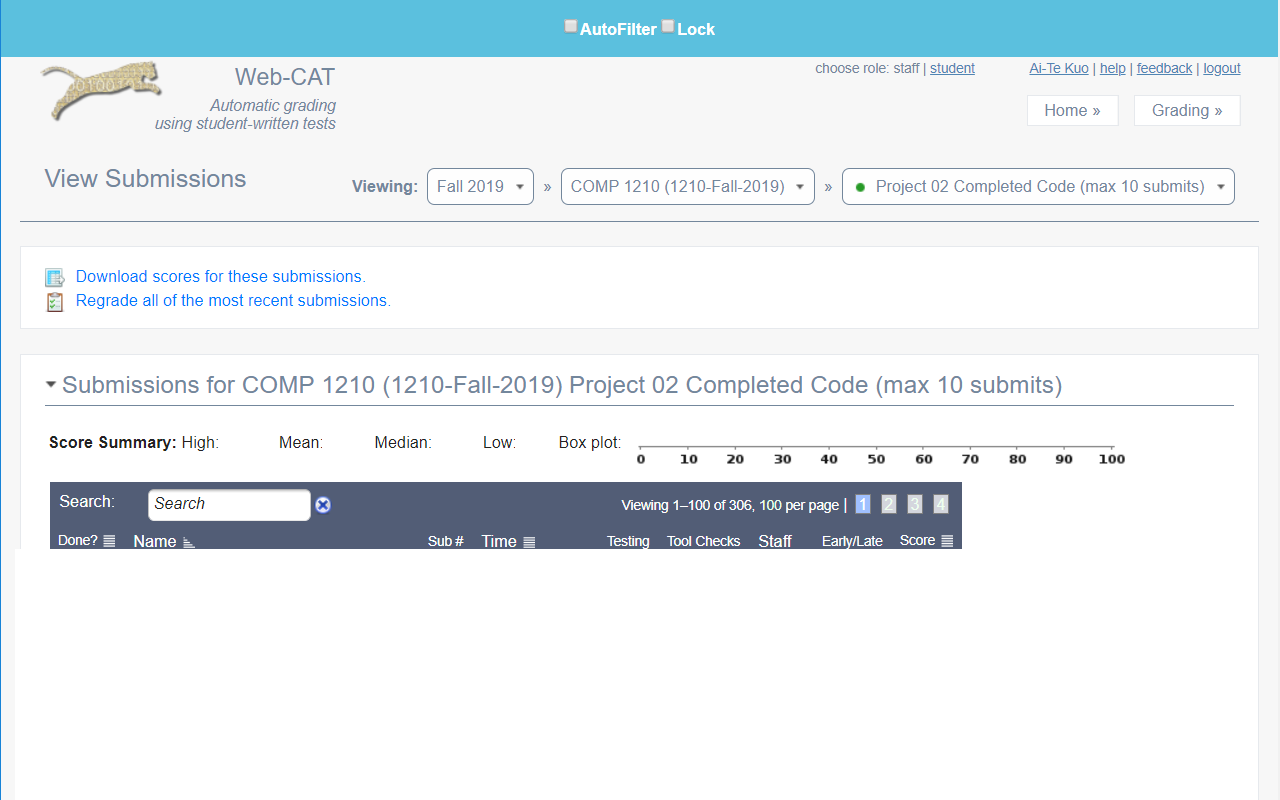 AutoFilter Lock
Web-CAT
Automatic grading
using student-written tests
choose role: staff | student
Ai-Te Kuo | help | feedback | logout
Home »
Grading »
View Submissions
Viewing: Fall 2019 » COMP 1210 (1210-Fall-2019) » Project 02 Completed Code (max 10 submits)
Download scores for these submissions.
Regrade all of the most recent submissions.
Submissions for COMP 1210 (1210-Fall-2019) Project 02 Completed Code (max 10 submits)
Score Summary: High: Mean: Median: Low: Box plot:
0 10 20 30 40 50 60 70 80 90 100
Search: Search Viewing 1–100 of 306, 100 per page | 1 2 3 4
Done? Name Sub # Time Testing Tool Checks Staff Early/Late Score